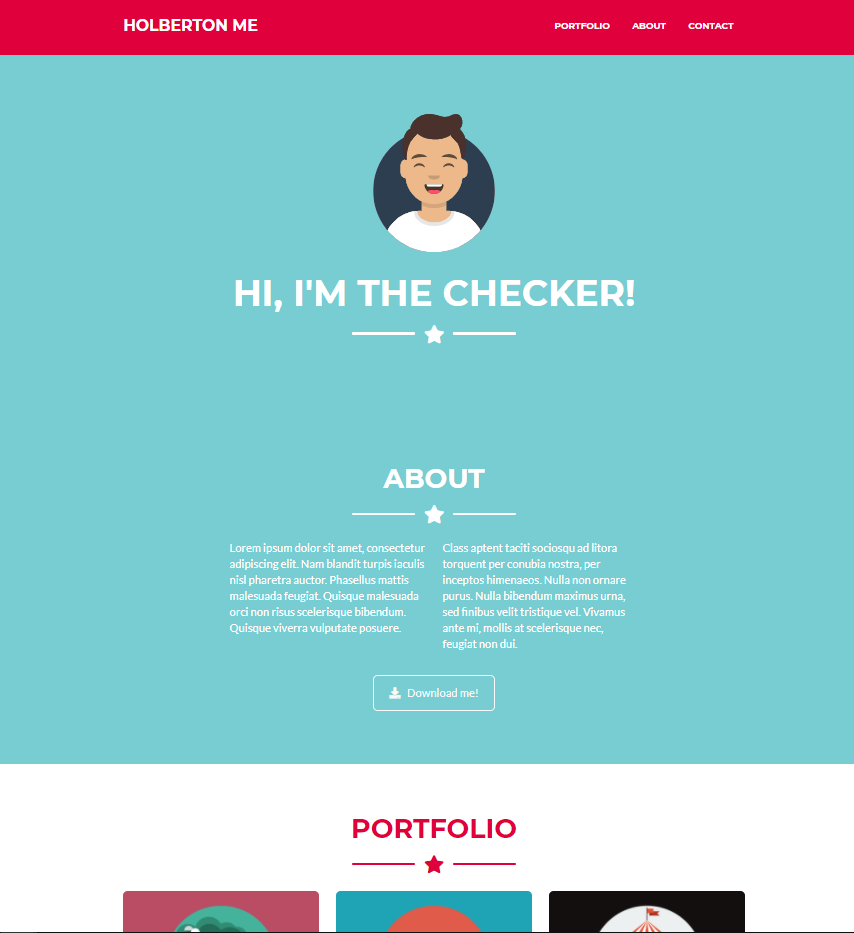 HOLBERTON ME
PORTFOLIO ABOUT CONTACT
HI, I'M THE CHECKER!
ABOUT
Lorem ipsum dolor sit amet, consectetur
adipiscing elit. Nam blandit turpis iaculis
nisl pharetra auctor. Phasellus mattis
malesuada feugiat. Quisque malesuada
orci non risus scelerisque bibendum.
Quisque viverra vulputate posuere.
Class aptent taciti sociosqu ad litora
torquent per conubia nostra, per
inceptos himenaeos. Nulla non ornare
purus. Nulla bibendum maximus urna,
sed finibus velit tristique vel. Vivamus
ante mi, mollis at scelerisque nec,
feugiat non dui.
Download me!
PORTFOLIO